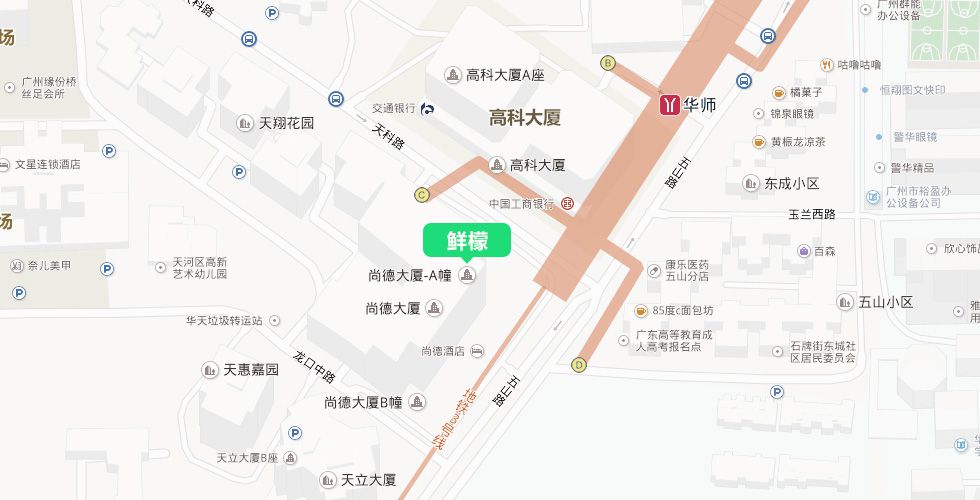 天科路
广州群能
办公设备
场
高科大厦A座
咕噜咕噜
广州缘份桥
丝足会所
橘菓子
恒翔图文快印
交通银行
高科大厦
华师
锦泉眼镜
天翔花园
天科路
警华眼镜
黄振龙凉茶
文星连锁酒店
高科大厦
五山路
警华精品
东成小区
广州市裕盈办
公设备公司
中国工商银行
B
C
场
玉兰西路
鲜檬
百森
欣心饰品
奈儿美甲
天河区高新
艺术幼儿园
尚德大厦-A幢
康乐医药
五山分店
五山小区
尚德大厦
85度c面包坊
雅
用
华天垃圾转运站
广东高等教育成
人高考报名点
尚德酒店
石牌街东城社
区居民委员会
天惠嘉园
龙口中路
D
五山路
尚德大厦B幢
地铁3号线
天立大厦B座
天立大厦
华
学
P
P
P
P
P
P
P